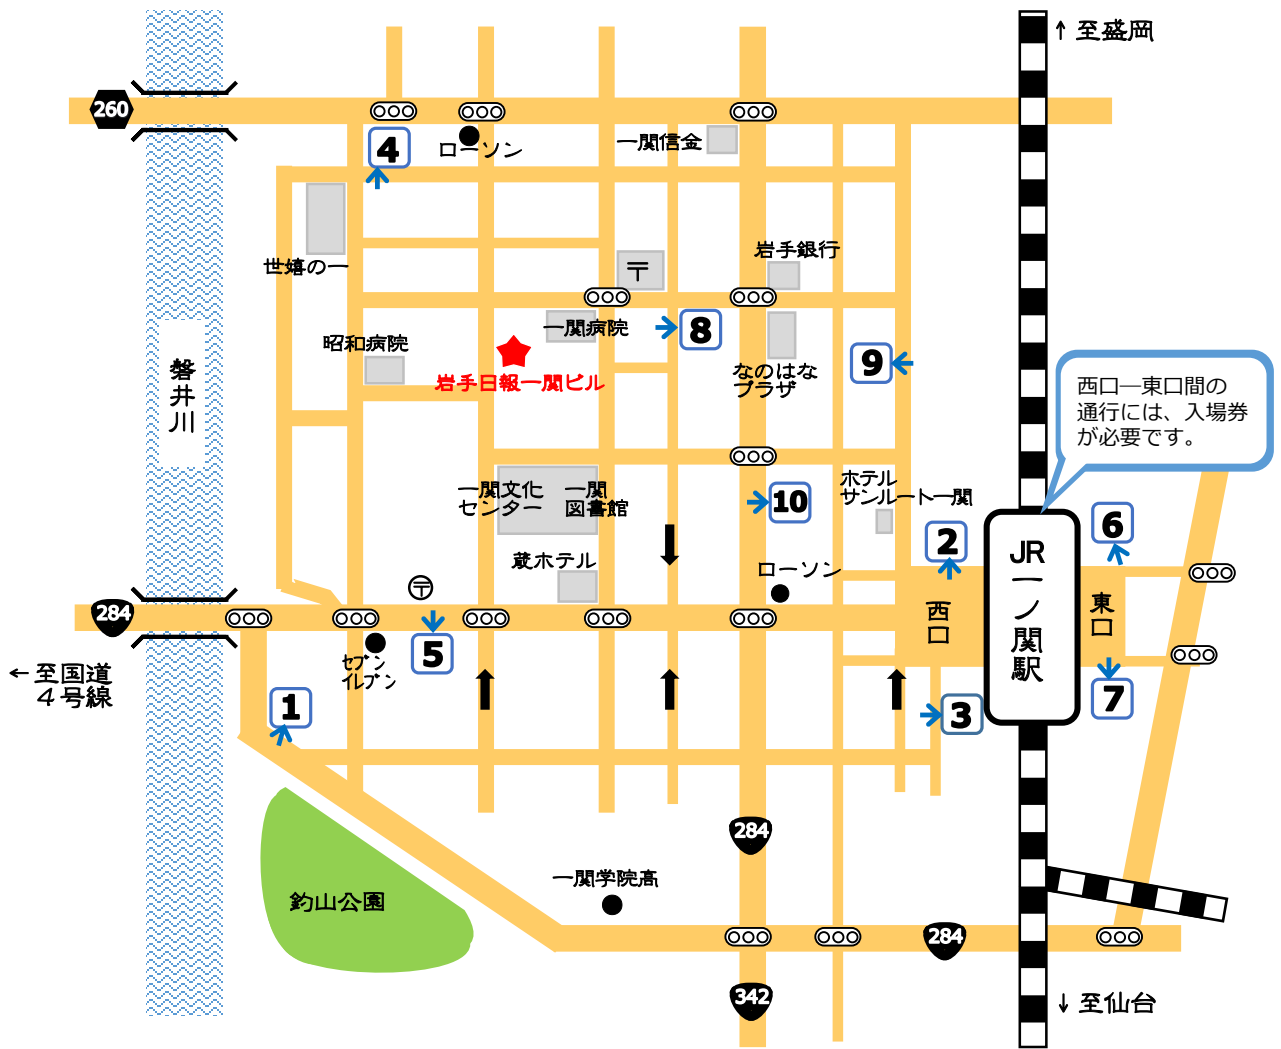 ↑至盛岡
260
4
ローソン
一関信金
世嬉の一
岩手銀行
〒
一関病院
8
昭和病院
岩手日報一関ビル
なのはな
プラザ
9
磐井川
西口―東口間の
通行には、入場券
が必要です。
一関文化
センター
一関
図書館
10
ホテル
サンルート一関
蔵ホテル
〒
ローソン
2
西口
JR一ノ関駅
東口
6
284
←至国道
4号線
セブン
イレブン
5
1
3
7
284
釣山公園
一関学院高
284
342
↓至仙台